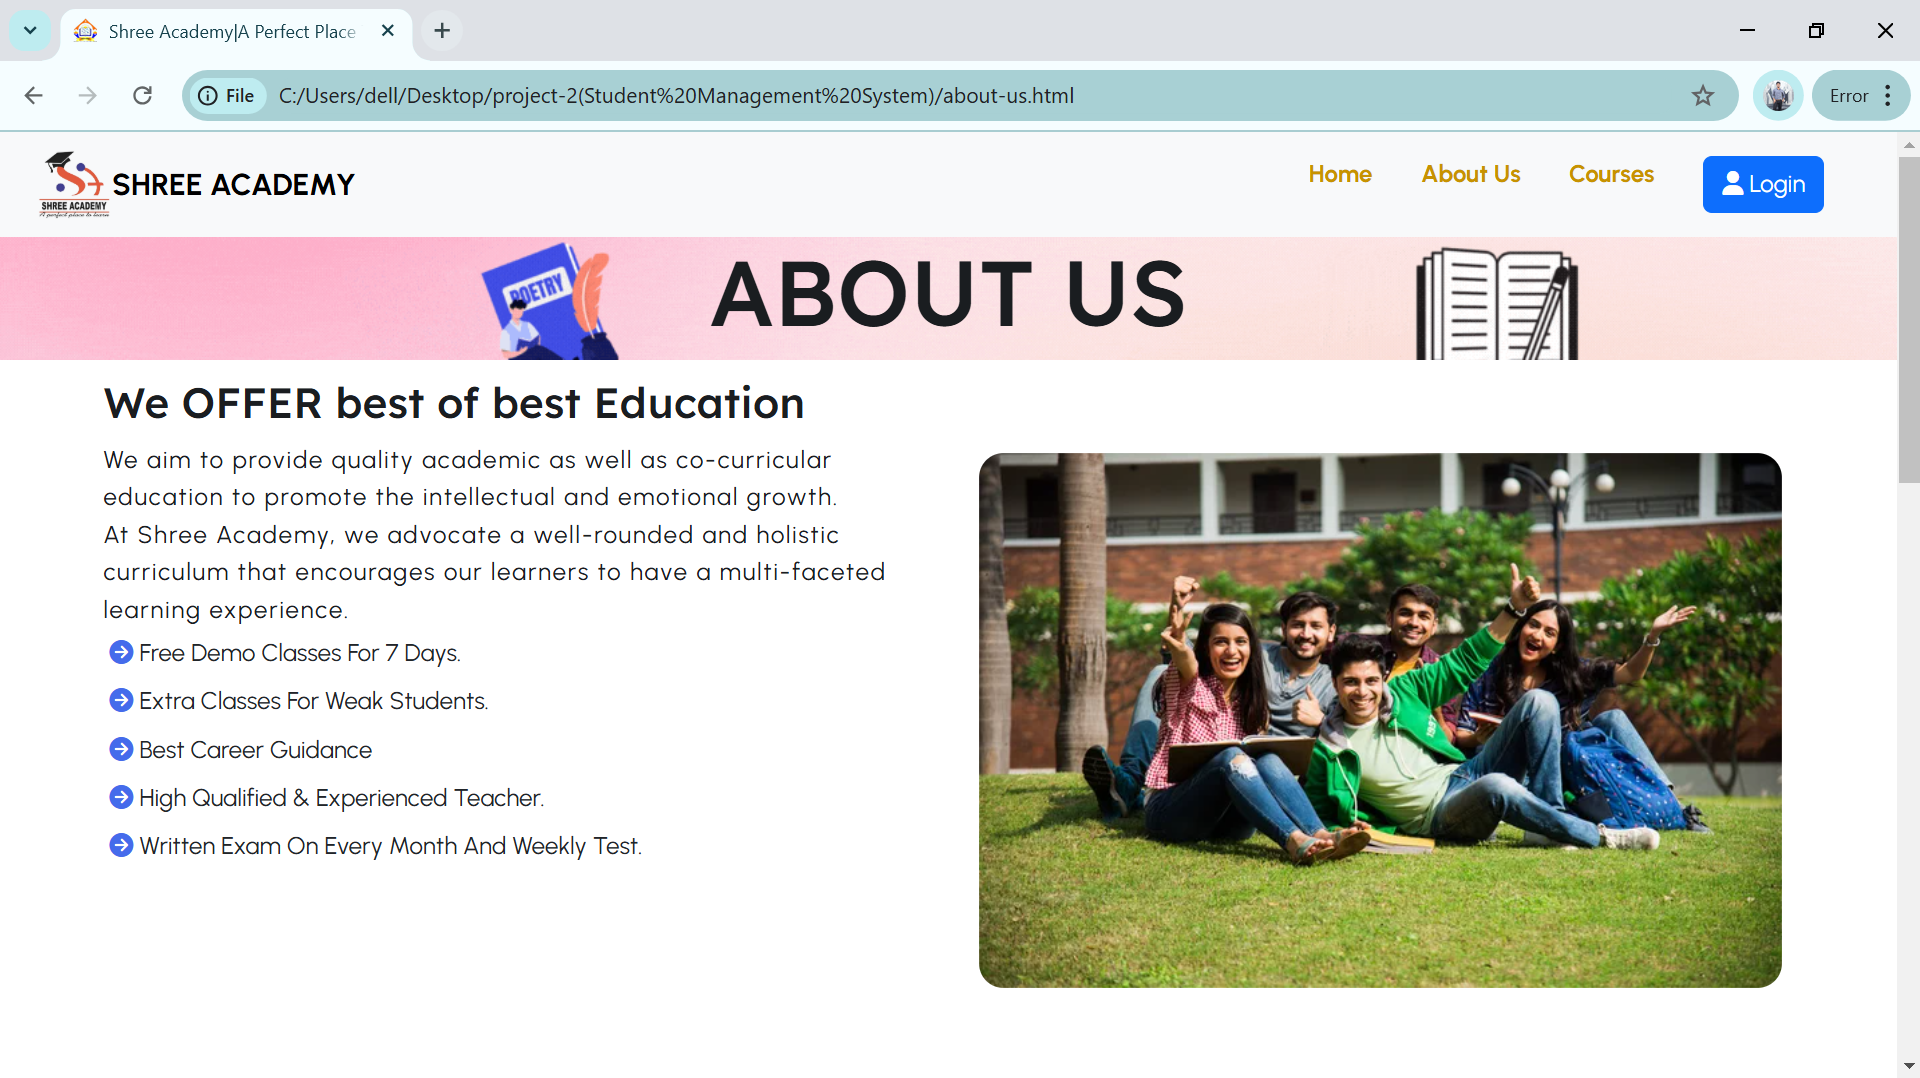 Shree Academy|A Perfect Place
File
C:/Users/dell/Desktop/project-2(Student%20Management%20System)/about-us.html
Error
SHREE ACADEMY
A perfect place to learn
SHREE ACADEMY
Home
About Us
Courses
Login
POETRY
ABOUT US
We OFFER best of best Education
We aim to provide quality academic as well as co-curricular
education to promote the intellectual and emotional growth.
At Shree Academy, we advocate a well-rounded and holistic
curriculum that encourages our learners to have a multi-faceted
learning experience.
Free Demo Classes For 7 Days.
Extra Classes For Weak Students.
Best Career Guidance
High Qualified & Experienced Teacher.
Written Exam On Every Month And Weekly Test.